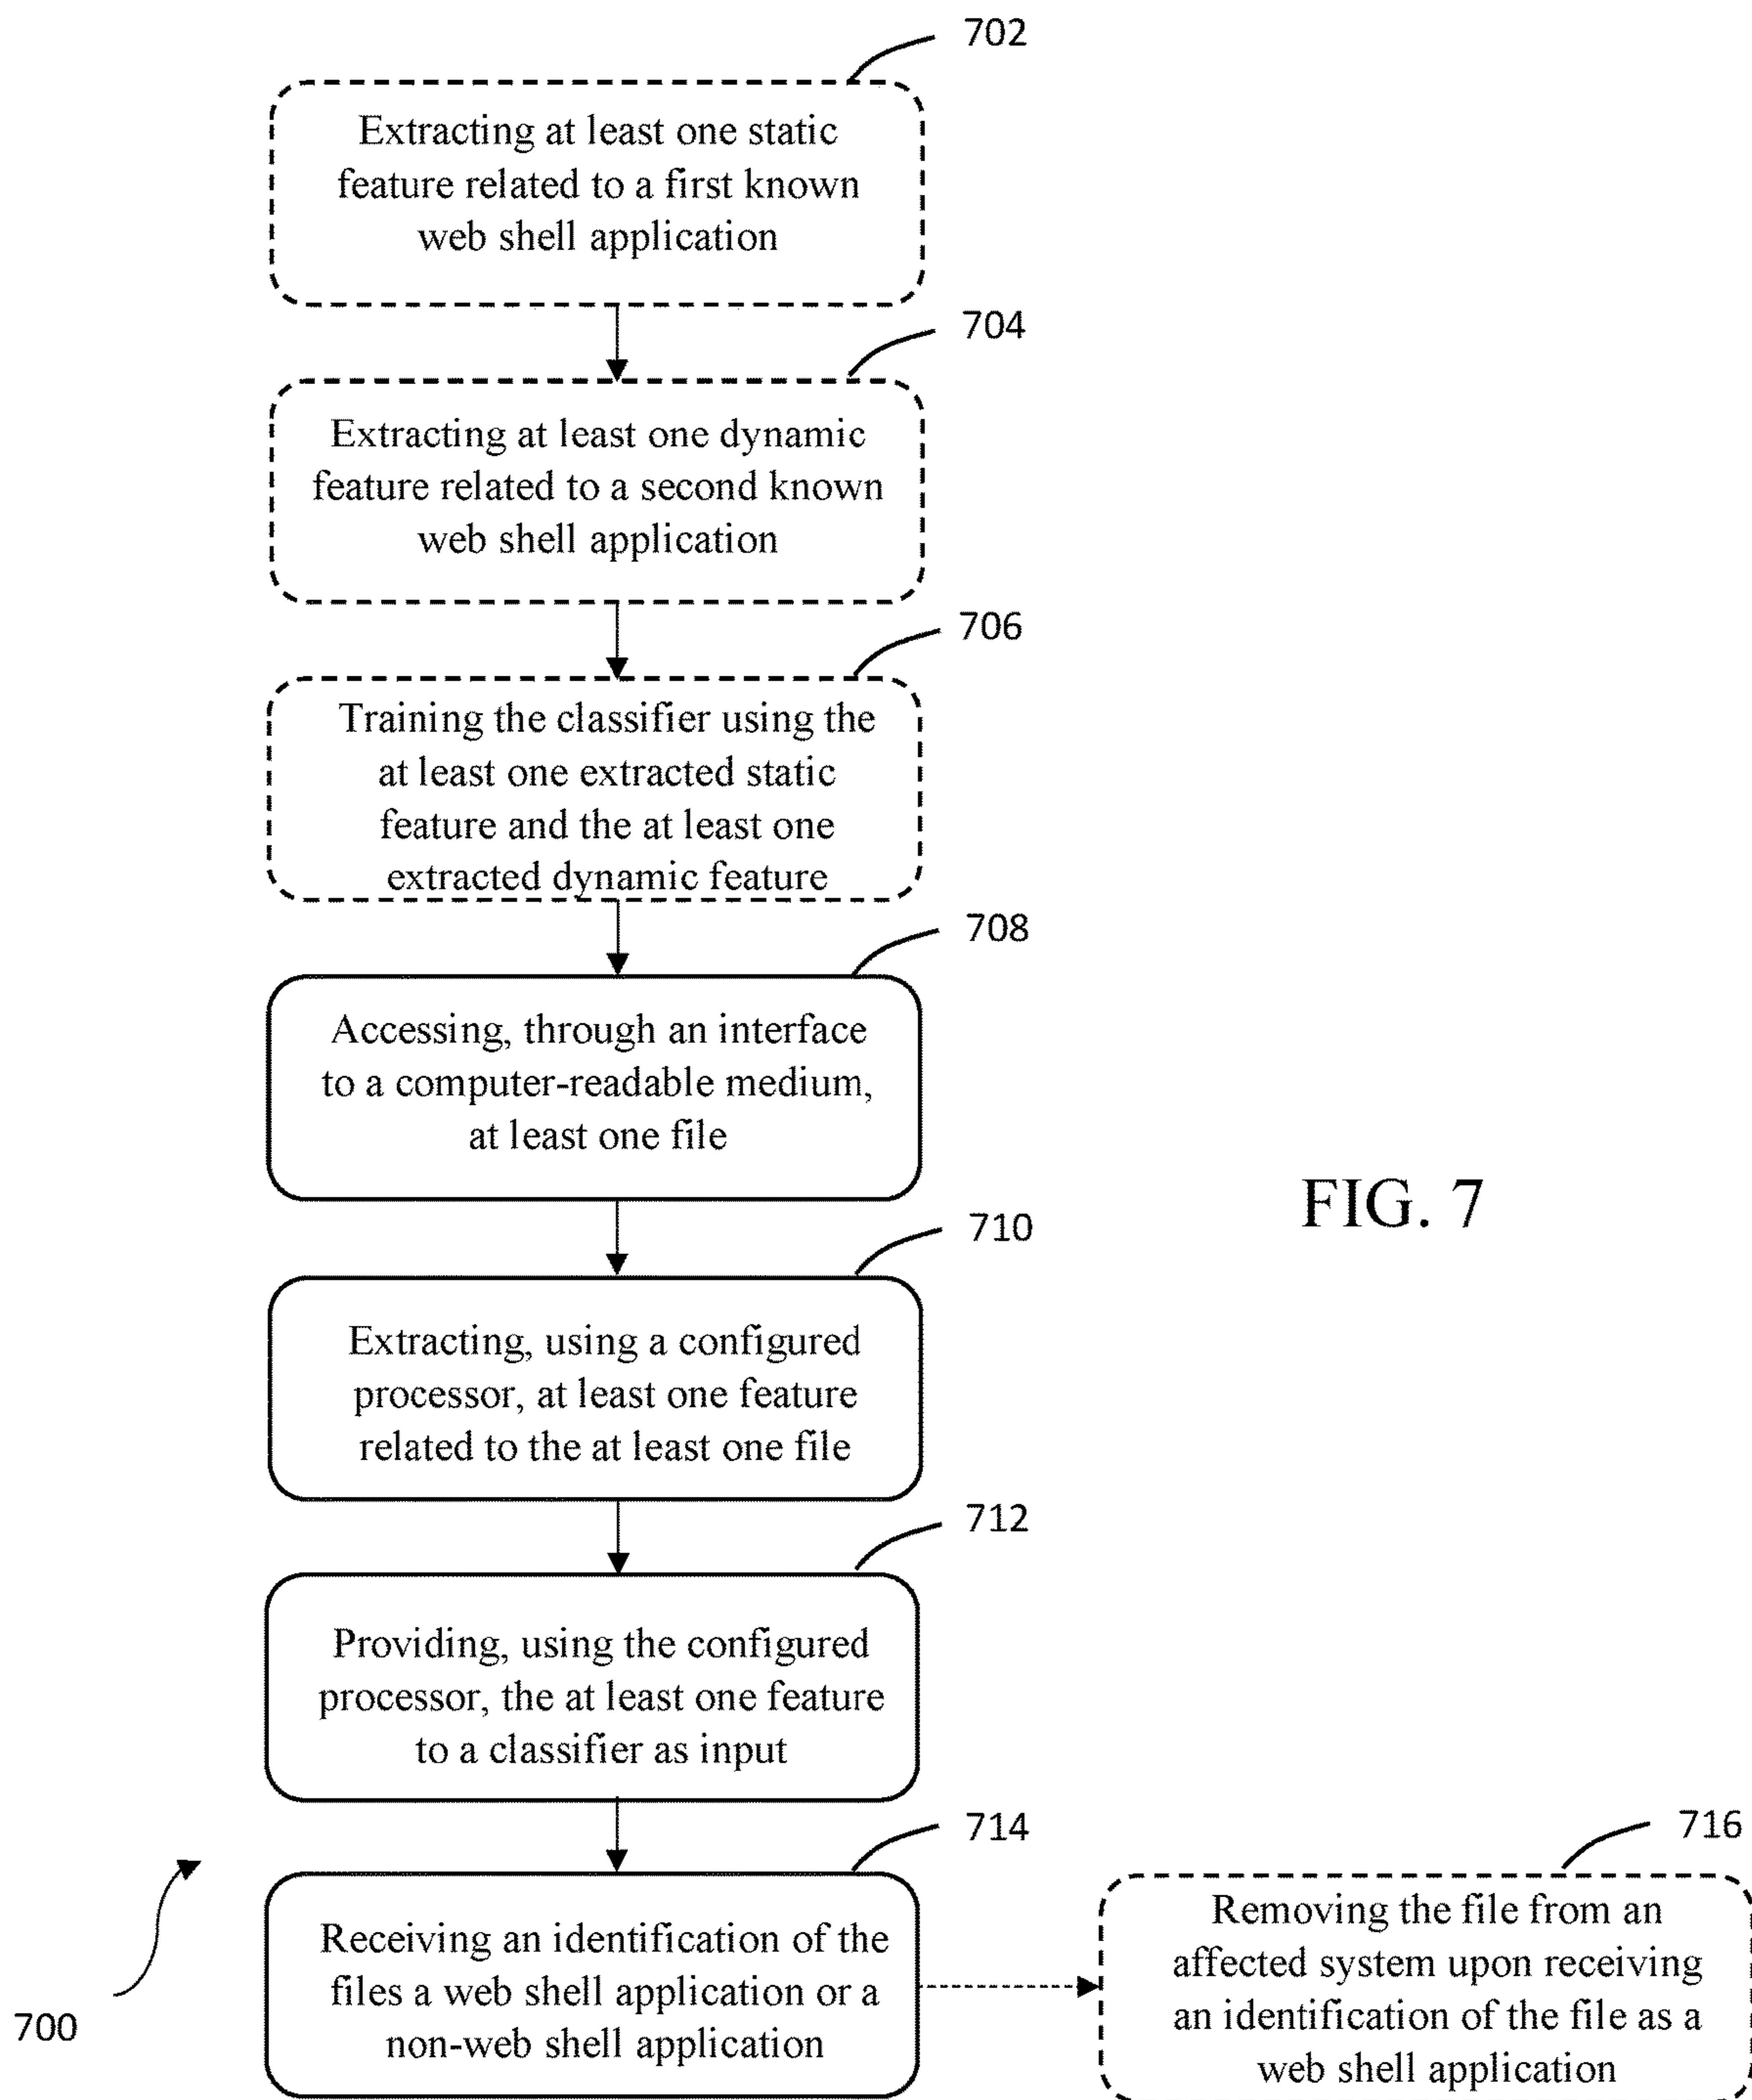 702
Extracting at least one static
feature related to a first known
web shell application
704
Extracting at least one dynamic
feature related to a second known
web shell application
706
Training the classifier using the
at least one extracted static
feature and the at least one
extracted dynamic feature
708
Accessing, through an interface
to a computer-readable medium,
at least one file
FIG. 7
710
Extracting, using a configured
processor, at least one feature
related to the at least one file
712
Providing, using the configured
processor, the at least one feature
to a classifier as input
714
Receiving an identification of the
files a web shell application or a
non-web shell application
716
Removing the file from an
affected system upon receiving
an identification of the file as a
web shell application
700